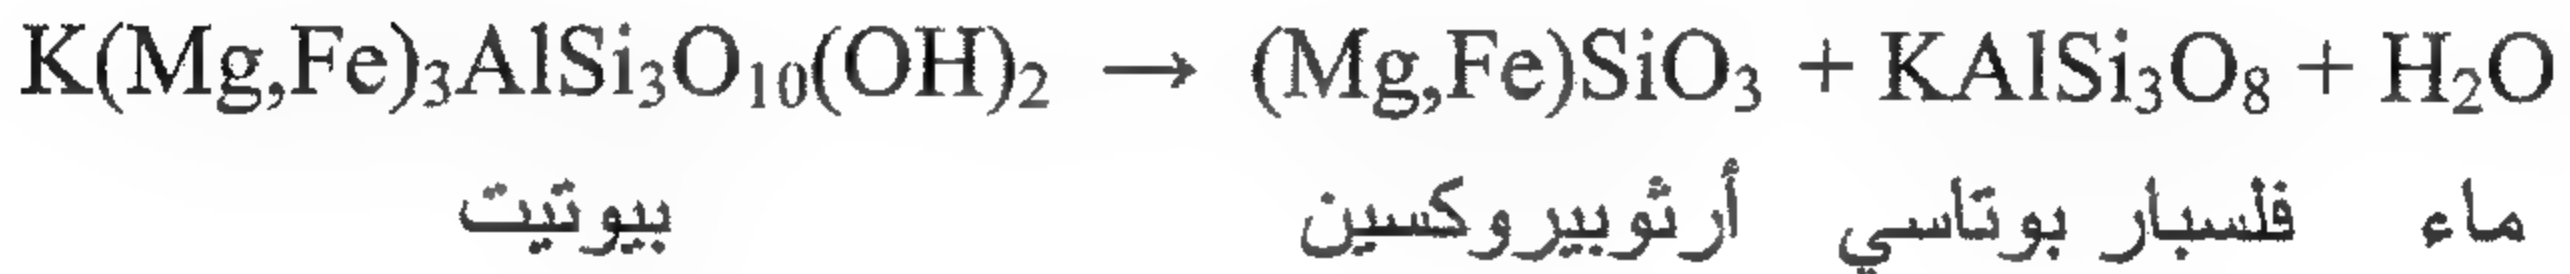 K(Mg,Fe)₃AlSi₃O₁₀(OH)₂ → (Mg,Fe)SiO₃ + KAlSi₃O₈ + H₂O
بيوتيت أرثوبيروكسين فلسبار بوتاسي ماء